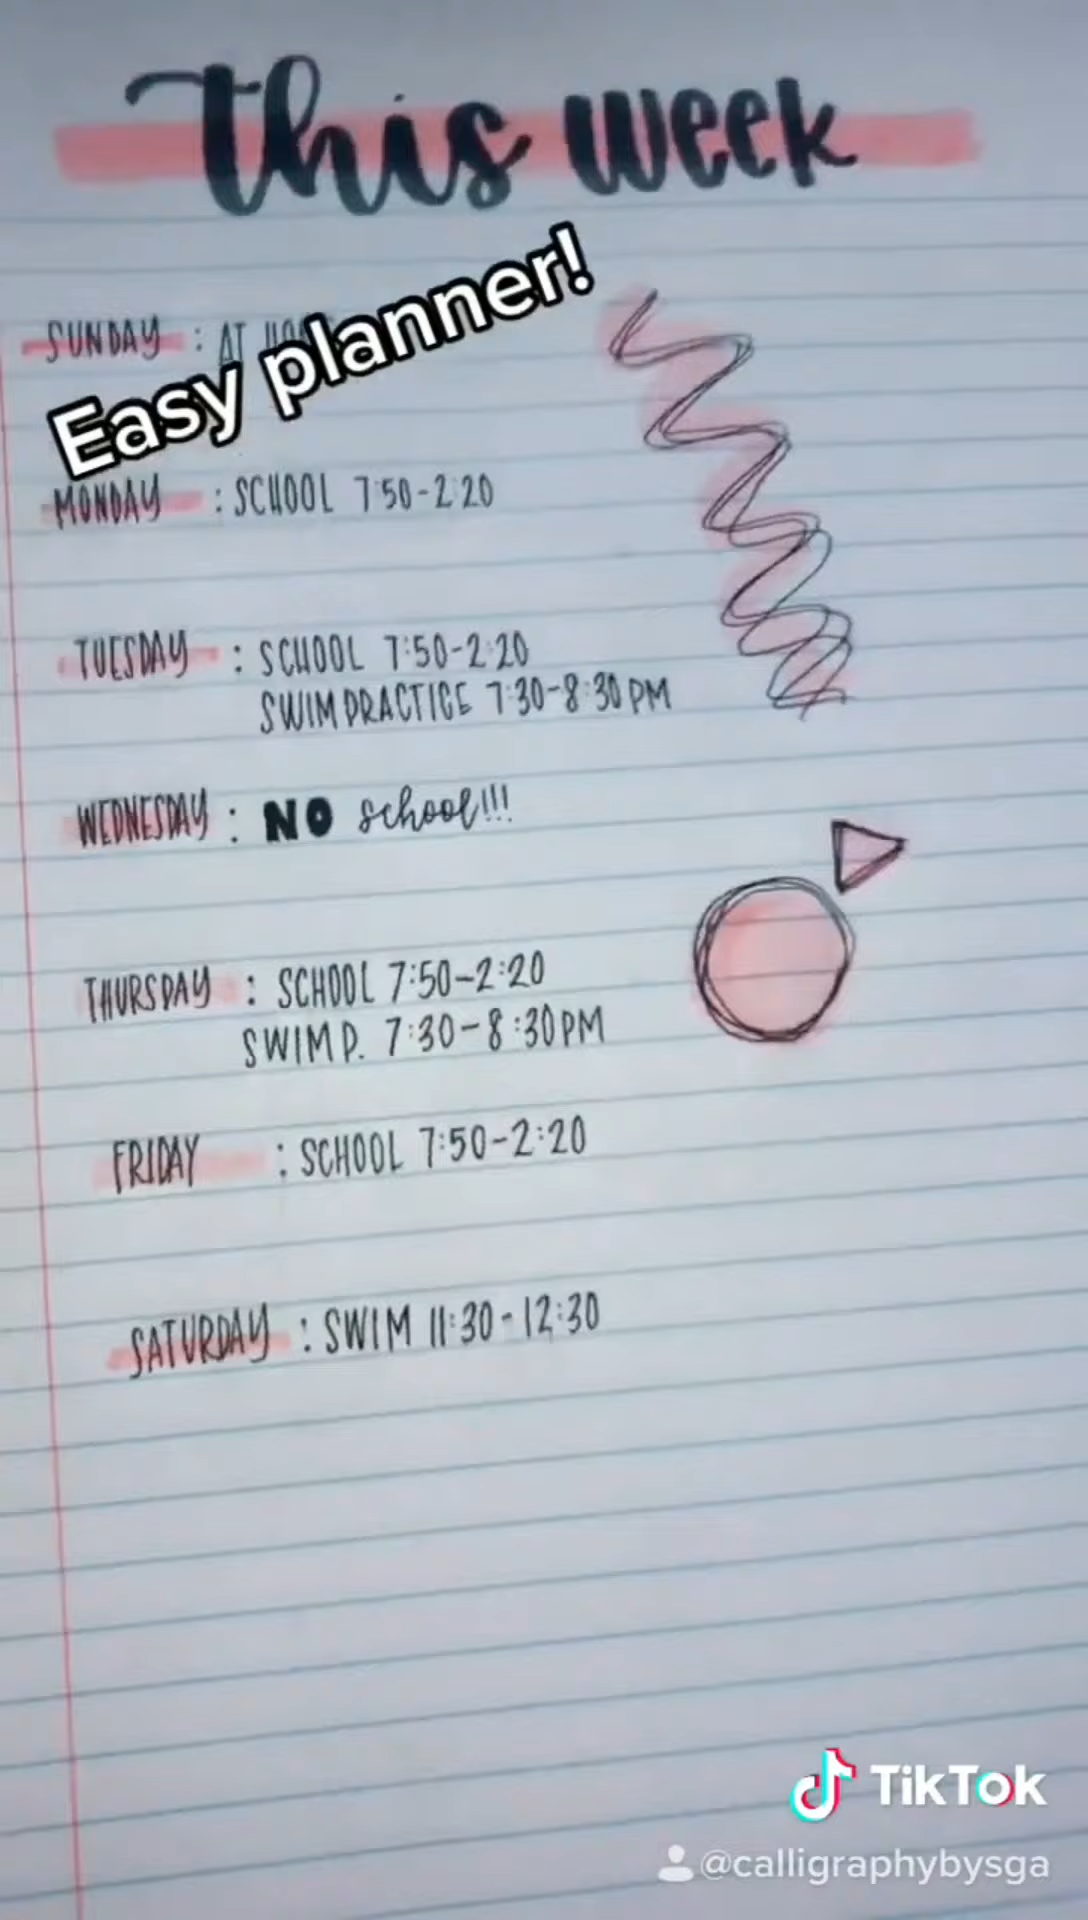 this week
Easy planner!
SUNDAY : AT
MONDAY : SCHOOL 7:50-2:20
TUESDAY : SCHOOL 7:50-2:20
SWIM PRACTICE 7:30-8:30 PM
WEDNESDAY : NO school!!!
THURSDAY : SCHOOL 7:50-2:20
SWIM P. 7:30-8:30PM
FRIDAY : SCHOOL 7:50-2:20
SATURDAY : SWIM 11:30-12:30
TikTok
@calligraphybysga